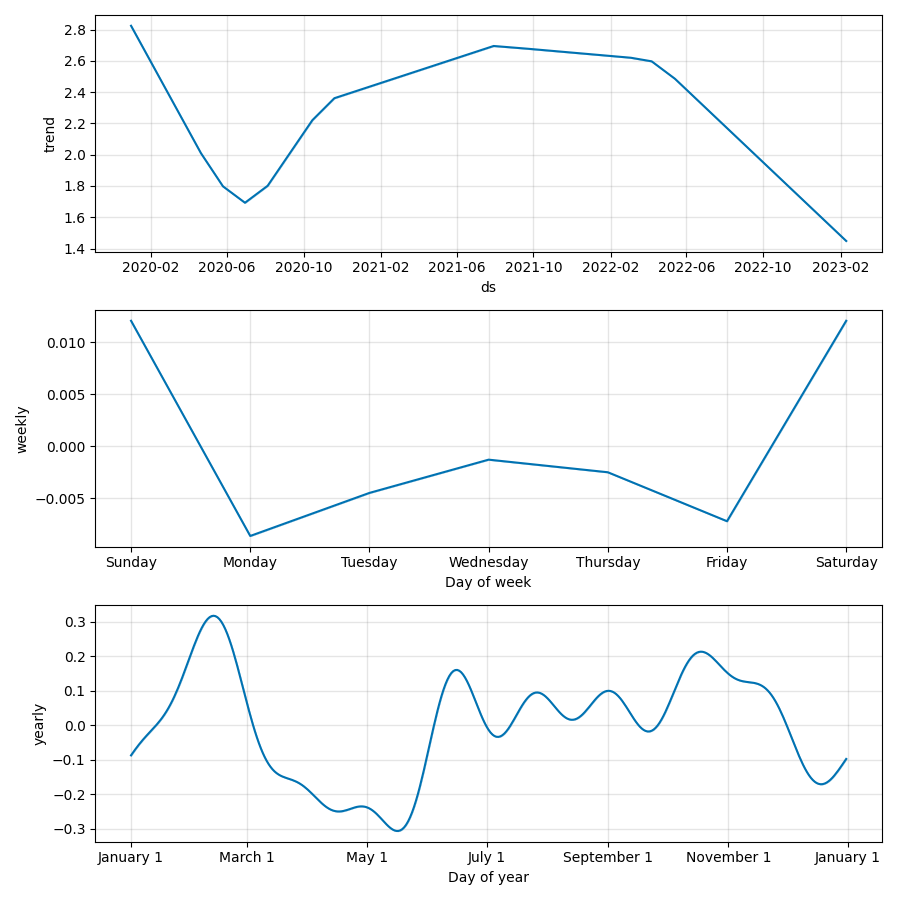 trend
2.8
2.6
2.4
2.2
2.0
1.8
1.6
1.4
2020-02 2020-06 2020-10 2021-02 2021-06 2021-10 2022-02 2022-06 2022-10 2023-02
ds
weekly
0.010
0.005
0.000
−0.005
Sunday Monday Tuesday Wednesday Thursday Friday Saturday
Day of week
yearly
0.3
0.2
0.1
0.0
−0.1
−0.2
−0.3
January 1 March 1 May 1 July 1 September 1 November 1 January 1
Day of year